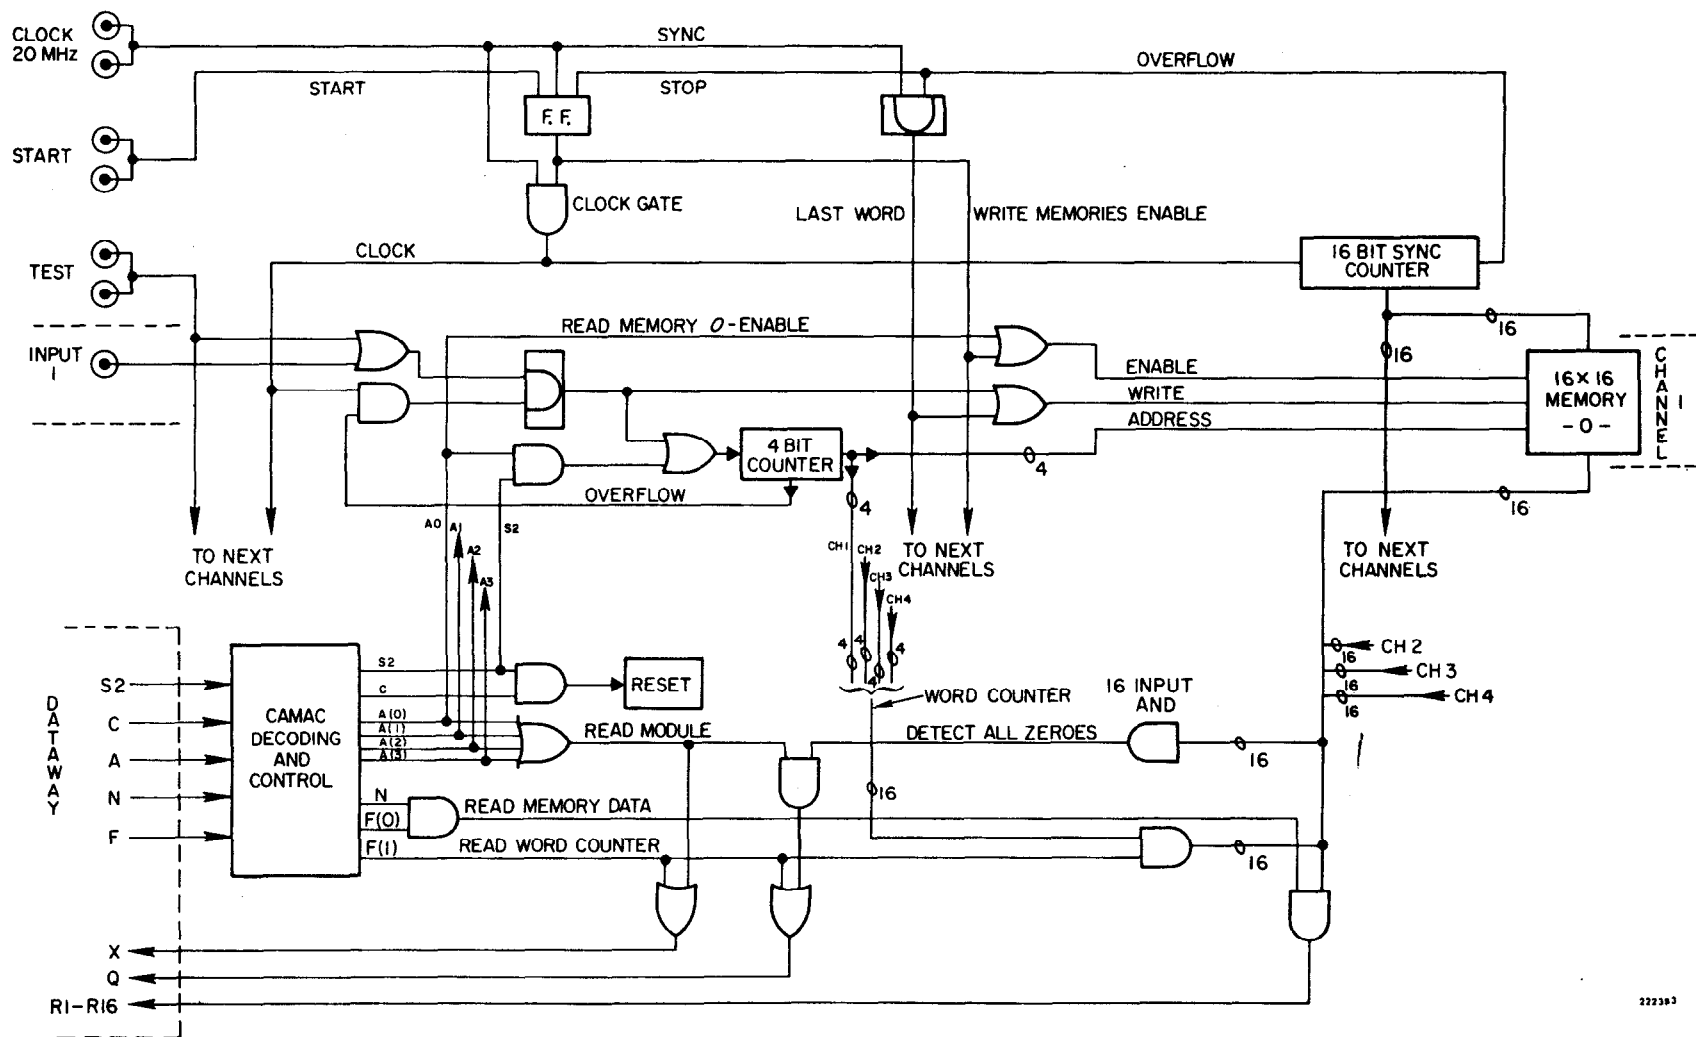 CLOCK
20 MHz
SYNC
OVERFLOW
START
STOP
F. F.
START
CLOCK GATE
LAST WORD
WRITE MEMORIES ENABLE
CLOCK
16 BIT SYNC
COUNTER
TEST
READ MEMORY O-ENABLE
16
16
INPUT
1
ENABLE
16 X 16
MEMORY
- O -
CHANNEL 1
WRITE
ADDRESS
4 BIT
COUNTER
4
OVERFLOW
4
16
A0
A1
A2
A3
S2
TO NEXT
CHANNELS
CH1
CH2
CH3
CH4
TO NEXT
CHANNELS
TO NEXT
CHANNELS
4
4
4
4
16
CH 2
16
CH 3
16
CH 4
DATAWAY
S2
C
A
N
F
CAMAC
DECODING
AND
CONTROL
S2
C
RESET
WORD COUNTER
16 INPUT
AND
A(0)
A(1)
A(2)
A(3)
READ MODULE
DETECT ALL ZEROES
16
N
F(0)
READ MEMORY DATA
16
F(1)
READ WORD COUNTER
16
X
Q
R1-R16
222383